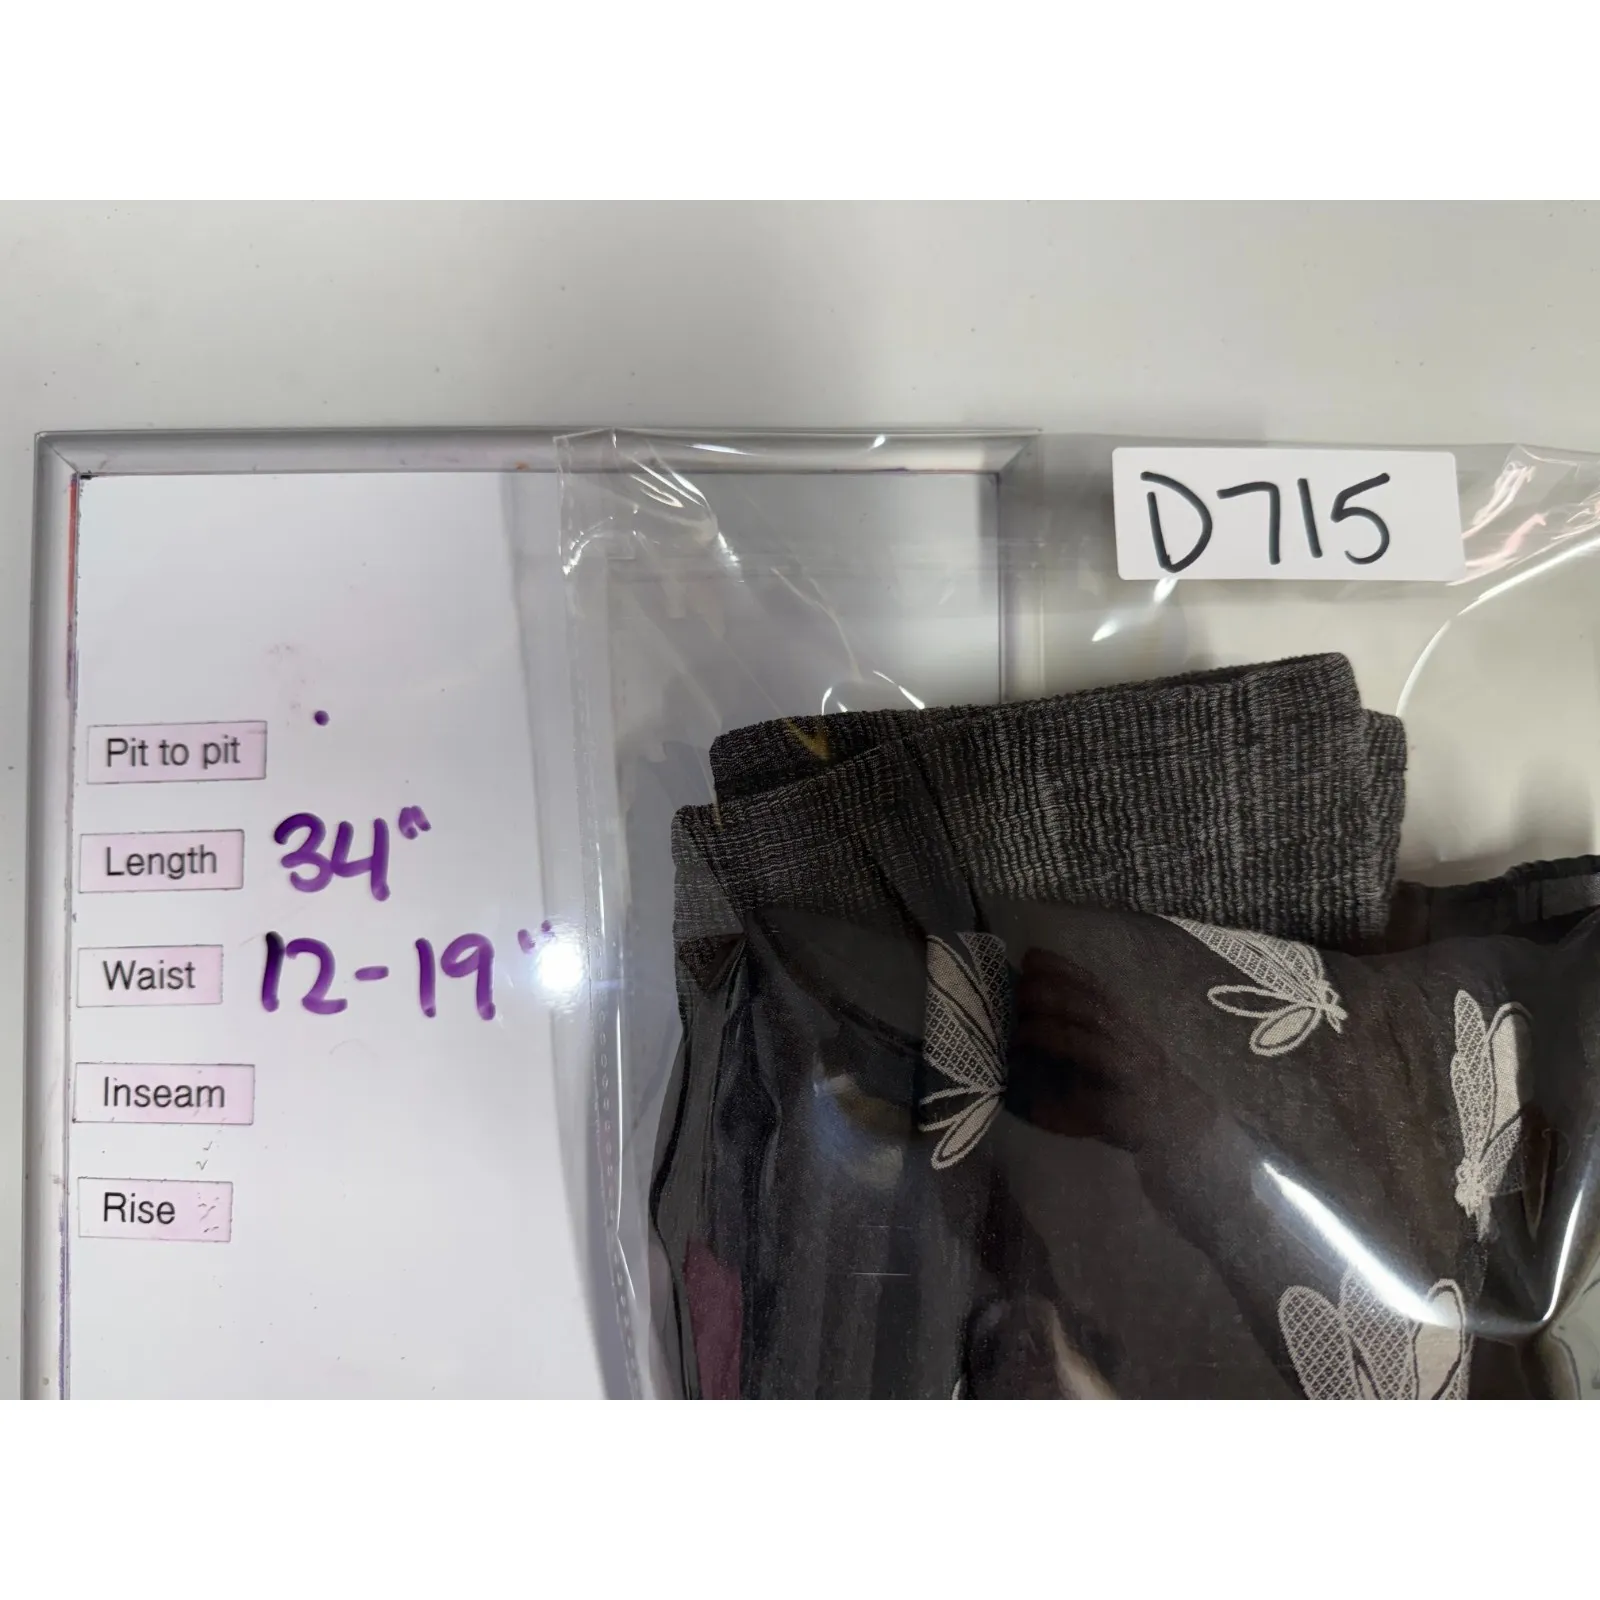 D715
Pit to pit
Length 34"
Waist 12-19"
Inseam
Rise